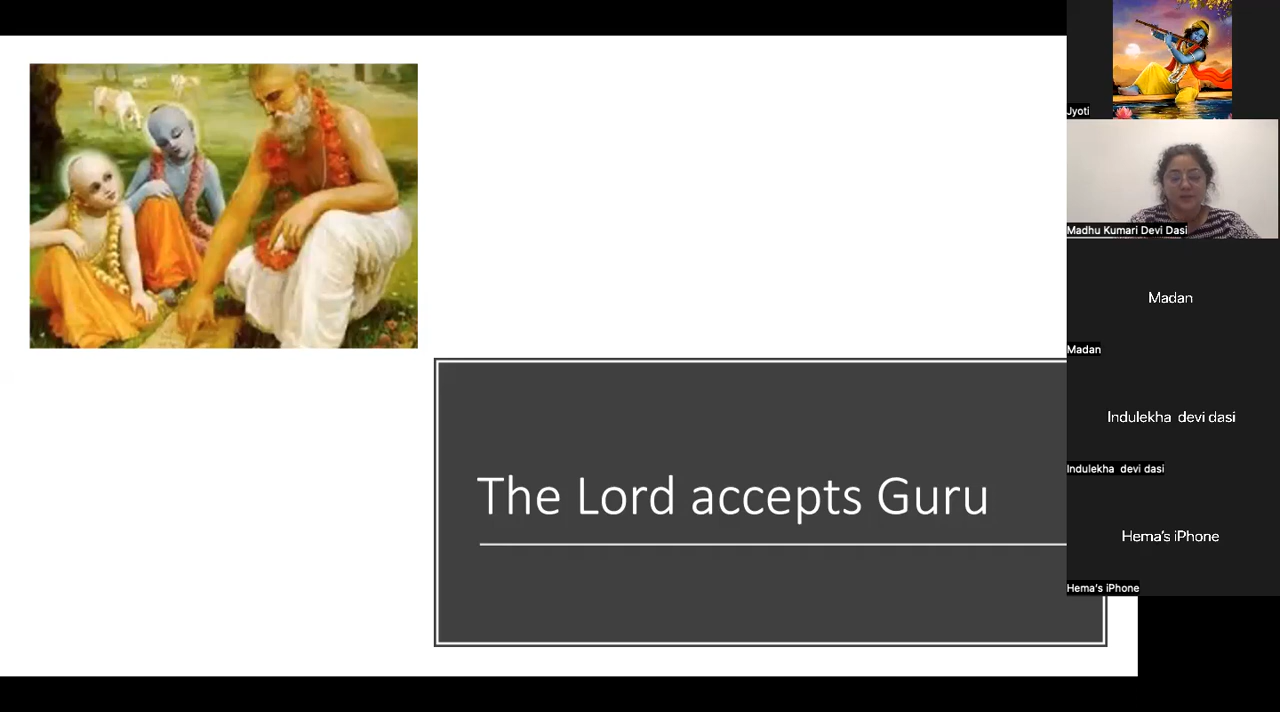 The Lord accepts Guru
Jyoti
Madhu Kumari Devi Dasi
Madan
Madan
Indulekha devi dasi
Indulekha devi dasi
Hema's iPhone
Hema's iPhone